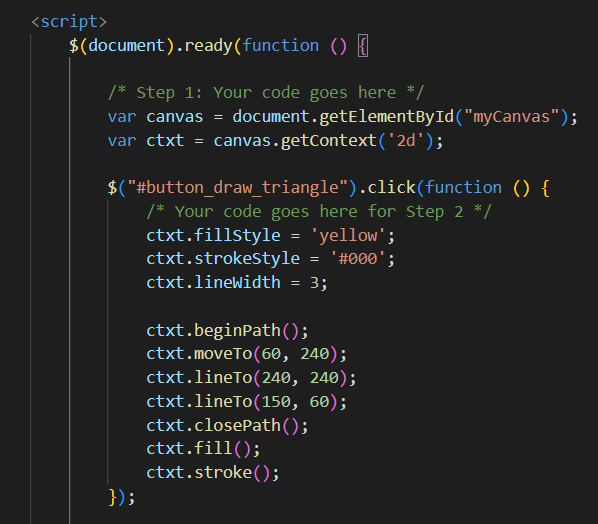 <script>
$(document).ready(function () {
/* Step 1: Your code goes here */
var canvas = document.getElementById("myCanvas");
var ctxt = canvas.getContext('2d');
$("#button_draw_triangle").click(function () {
/* Your code goes here for Step 2 */
ctxt.fillStyle = 'yellow';
ctxt.strokeStyle = '#000';
ctxt.lineWidth = 3;
ctxt.beginPath();
ctxt.moveTo(60, 240);
ctxt.lineTo(240, 240);
ctxt.lineTo(150, 60);
ctxt.closePath();
ctxt.fill();
ctxt.stroke();
});